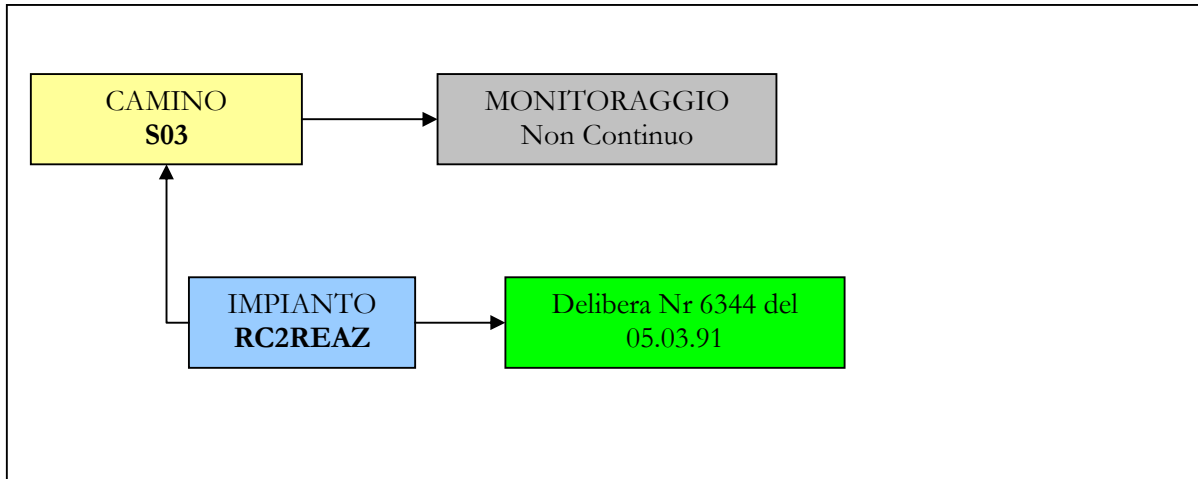 CAMINO
S03
MONITORAGGIO
Non Continuo
IMPIANTO
RC2REAZ
Delibera Nr 6344 del
05.03.91